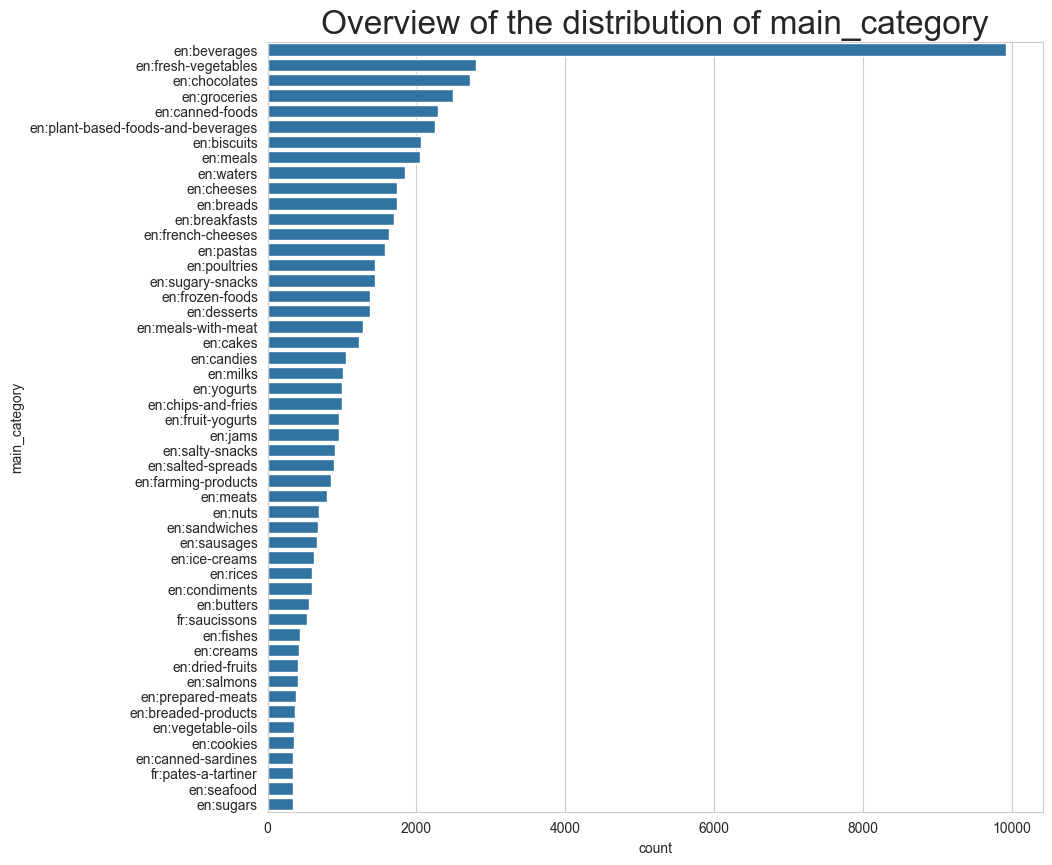 Overview of the distribution of main_category
en:beverages
en:fresh-vegetables
en:chocolates
en:groceries
en:canned-foods
en:plant-based-foods-and-beverages
en:biscuits
en:meals
en:waters
en:cheeses
en:breads
en:breakfasts
en:french-cheeses
en:pastas
en:poultries
en:sugary-snacks
en:frozen-foods
en:desserts
en:meals-with-meat
en:cakes
en:candies
en:milks
en:yogurts
en:chips-and-fries
en:fruit-yogurts
en:jams
en:salty-snacks
en:salted-spreads
en:farming-products
en:meats
en:nuts
en:sandwiches
en:sausages
en:ice-creams
en:rices
en:condiments
en:butters
fr:saucissons
en:fishes
en:creams
en:dried-fruits
en:salmons
en:prepared-meats
en:breaded-products
en:vegetable-oils
en:cookies
en:canned-sardines
fr:pates-a-tartiner
en:seafood
en:sugars
main_category
0 2000 4000 6000 8000 10000
count